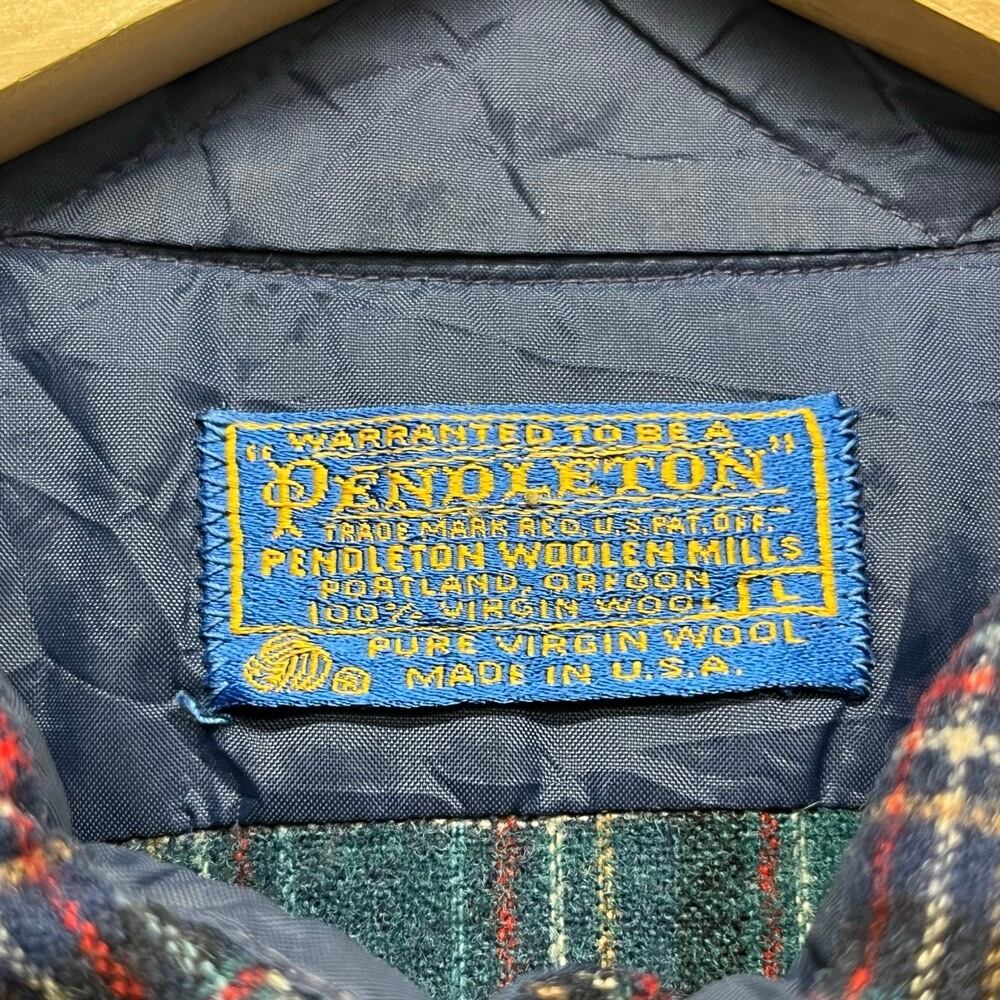 WARRANTED TO BE A
"PENDLETON"
TRADE MARK REG. U.S. PAT. OFF.
PENDLETON WOOLEN MILLS
PORTLAND, OREGON
100% VIRGIN WOOL L
PURE VIRGIN WOOL
MADE IN U.S.A.